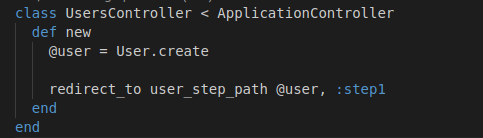 class UsersController < ApplicationController
  def new
    @user = User.create

    redirect_to user_step_path @user, :step1
  end
end